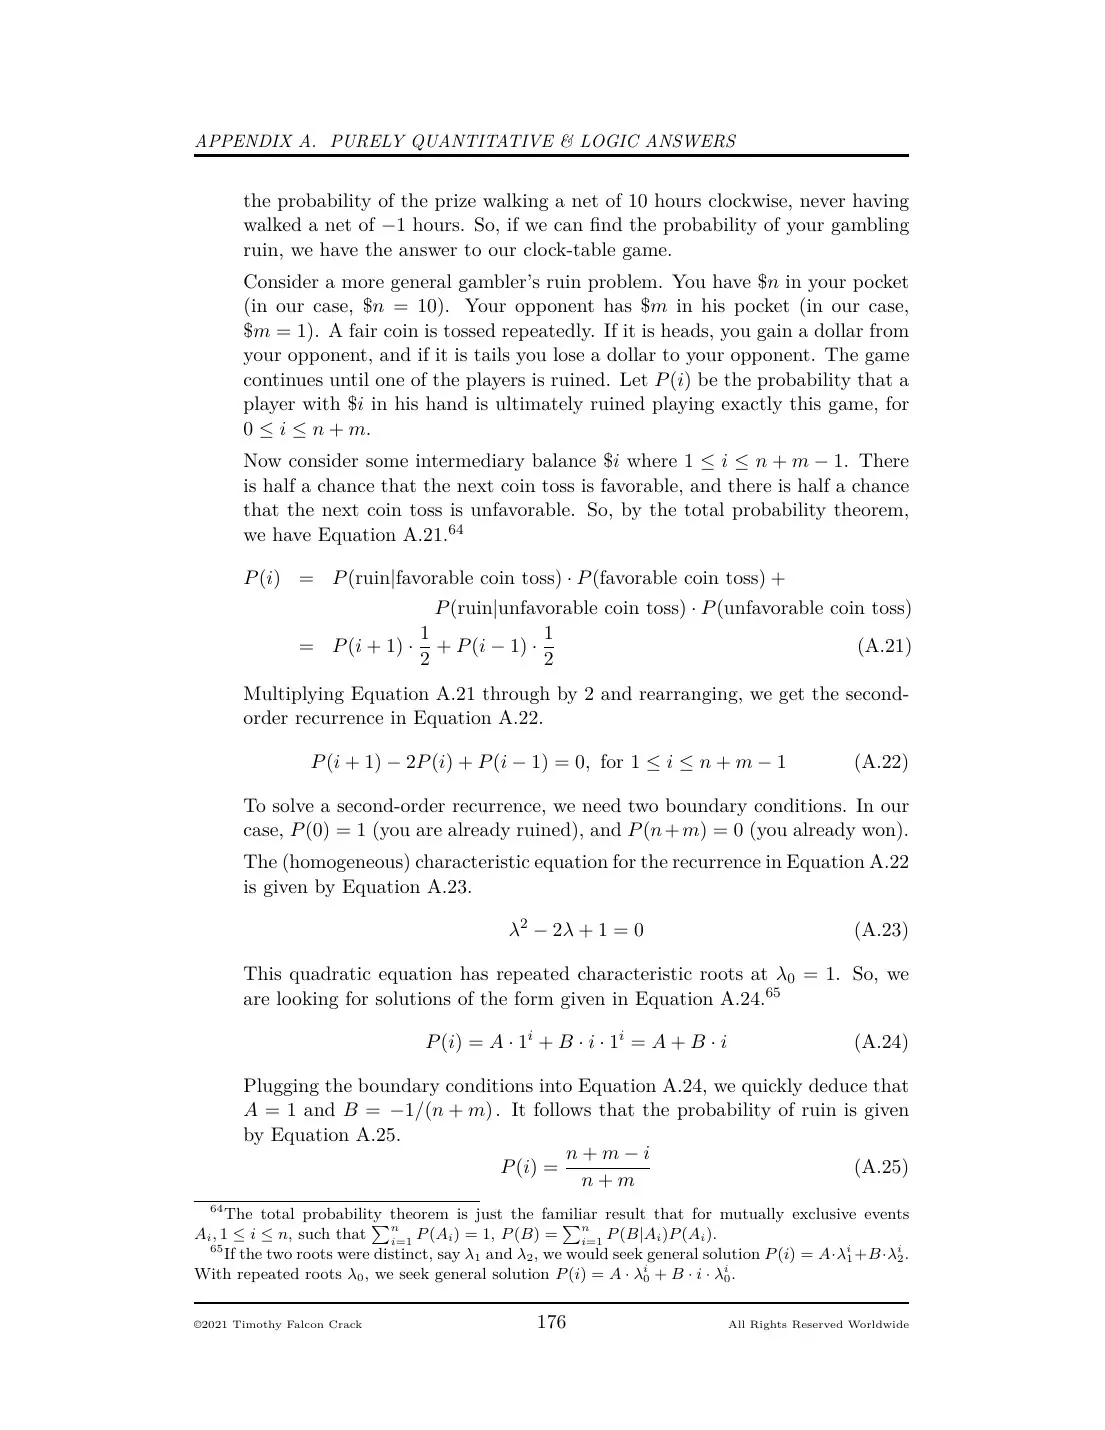 APPENDIX A. PURELY QUANTITATIVE & LOGIC ANSWERS
the probability of the prize walking a net of 10 hours clockwise, never having
walked a net of −1 hours. So, if we can find the probability of your gambling
ruin, we have the answer to our clock-table game.
Consider a more general gambler's ruin problem. You have $n in your pocket
(in our case, $n = 10). Your opponent has $m in his pocket (in our case,
$m = 1). A fair coin is tossed repeatedly. If it is heads, you gain a dollar from
your opponent, and if it is tails you lose a dollar to your opponent. The game
continues until one of the players is ruined. Let P(i) be the probability that a
player with $i in his hand is ultimately ruined playing exactly this game, for
0 ≤ i ≤ n + m.
Now consider some intermediary balance $i where 1 ≤ i ≤ n + m − 1. There
is half a chance that the next coin toss is favorable, and there is half a chance
that the next coin toss is unfavorable. So, by the total probability theorem,
we have Equation A.21.⁶⁴
P(i) = P(ruin|favorable coin toss) · P(favorable coin toss) +
P(ruin|unfavorable coin toss) · P(unfavorable coin toss)
= P(i + 1) · 1/2 + P(i − 1) · 1/2 (A.21)
Multiplying Equation A.21 through by 2 and rearranging, we get the second-
order recurrence in Equation A.22.
P(i + 1) − 2P(i) + P(i − 1) = 0, for 1 ≤ i ≤ n + m − 1 (A.22)
To solve a second-order recurrence, we need two boundary conditions. In our
case, P(0) = 1 (you are already ruined), and P(n+m) = 0 (you already won).
The (homogeneous) characteristic equation for the recurrence in Equation A.22
is given by Equation A.23.
λ² − 2λ + 1 = 0 (A.23)
This quadratic equation has repeated characteristic roots at λ₀ = 1. So, we
are looking for solutions of the form given in Equation A.24.⁶⁵
P(i) = A · 1ⁱ + B · i · 1ⁱ = A + B · i (A.24)
Plugging the boundary conditions into Equation A.24, we quickly deduce that
A = 1 and B = −1/(n + m). It follows that the probability of ruin is given
by Equation A.25.
P(i) = (n + m − i)/(n + m) (A.25)
⁶⁴The total probability theorem is just the familiar result that for mutually exclusive events
Aᵢ, 1 ≤ i ≤ n, such that ∑ⁿᵢ₌₁ P(Aᵢ) = 1, P(B) = ∑ⁿᵢ₌₁ P(B|Aᵢ)P(Aᵢ).
⁶⁵If the two roots were distinct, say λ₁ and λ₂, we would seek general solution P(i) = A·λ₁ⁱ+B·λ₂ⁱ.
With repeated roots λ₀, we seek general solution P(i) = A · λ₀ⁱ + B · i · λ₀ⁱ.
©2021 Timothy Falcon Crack 176 All Rights Reserved Worldwide